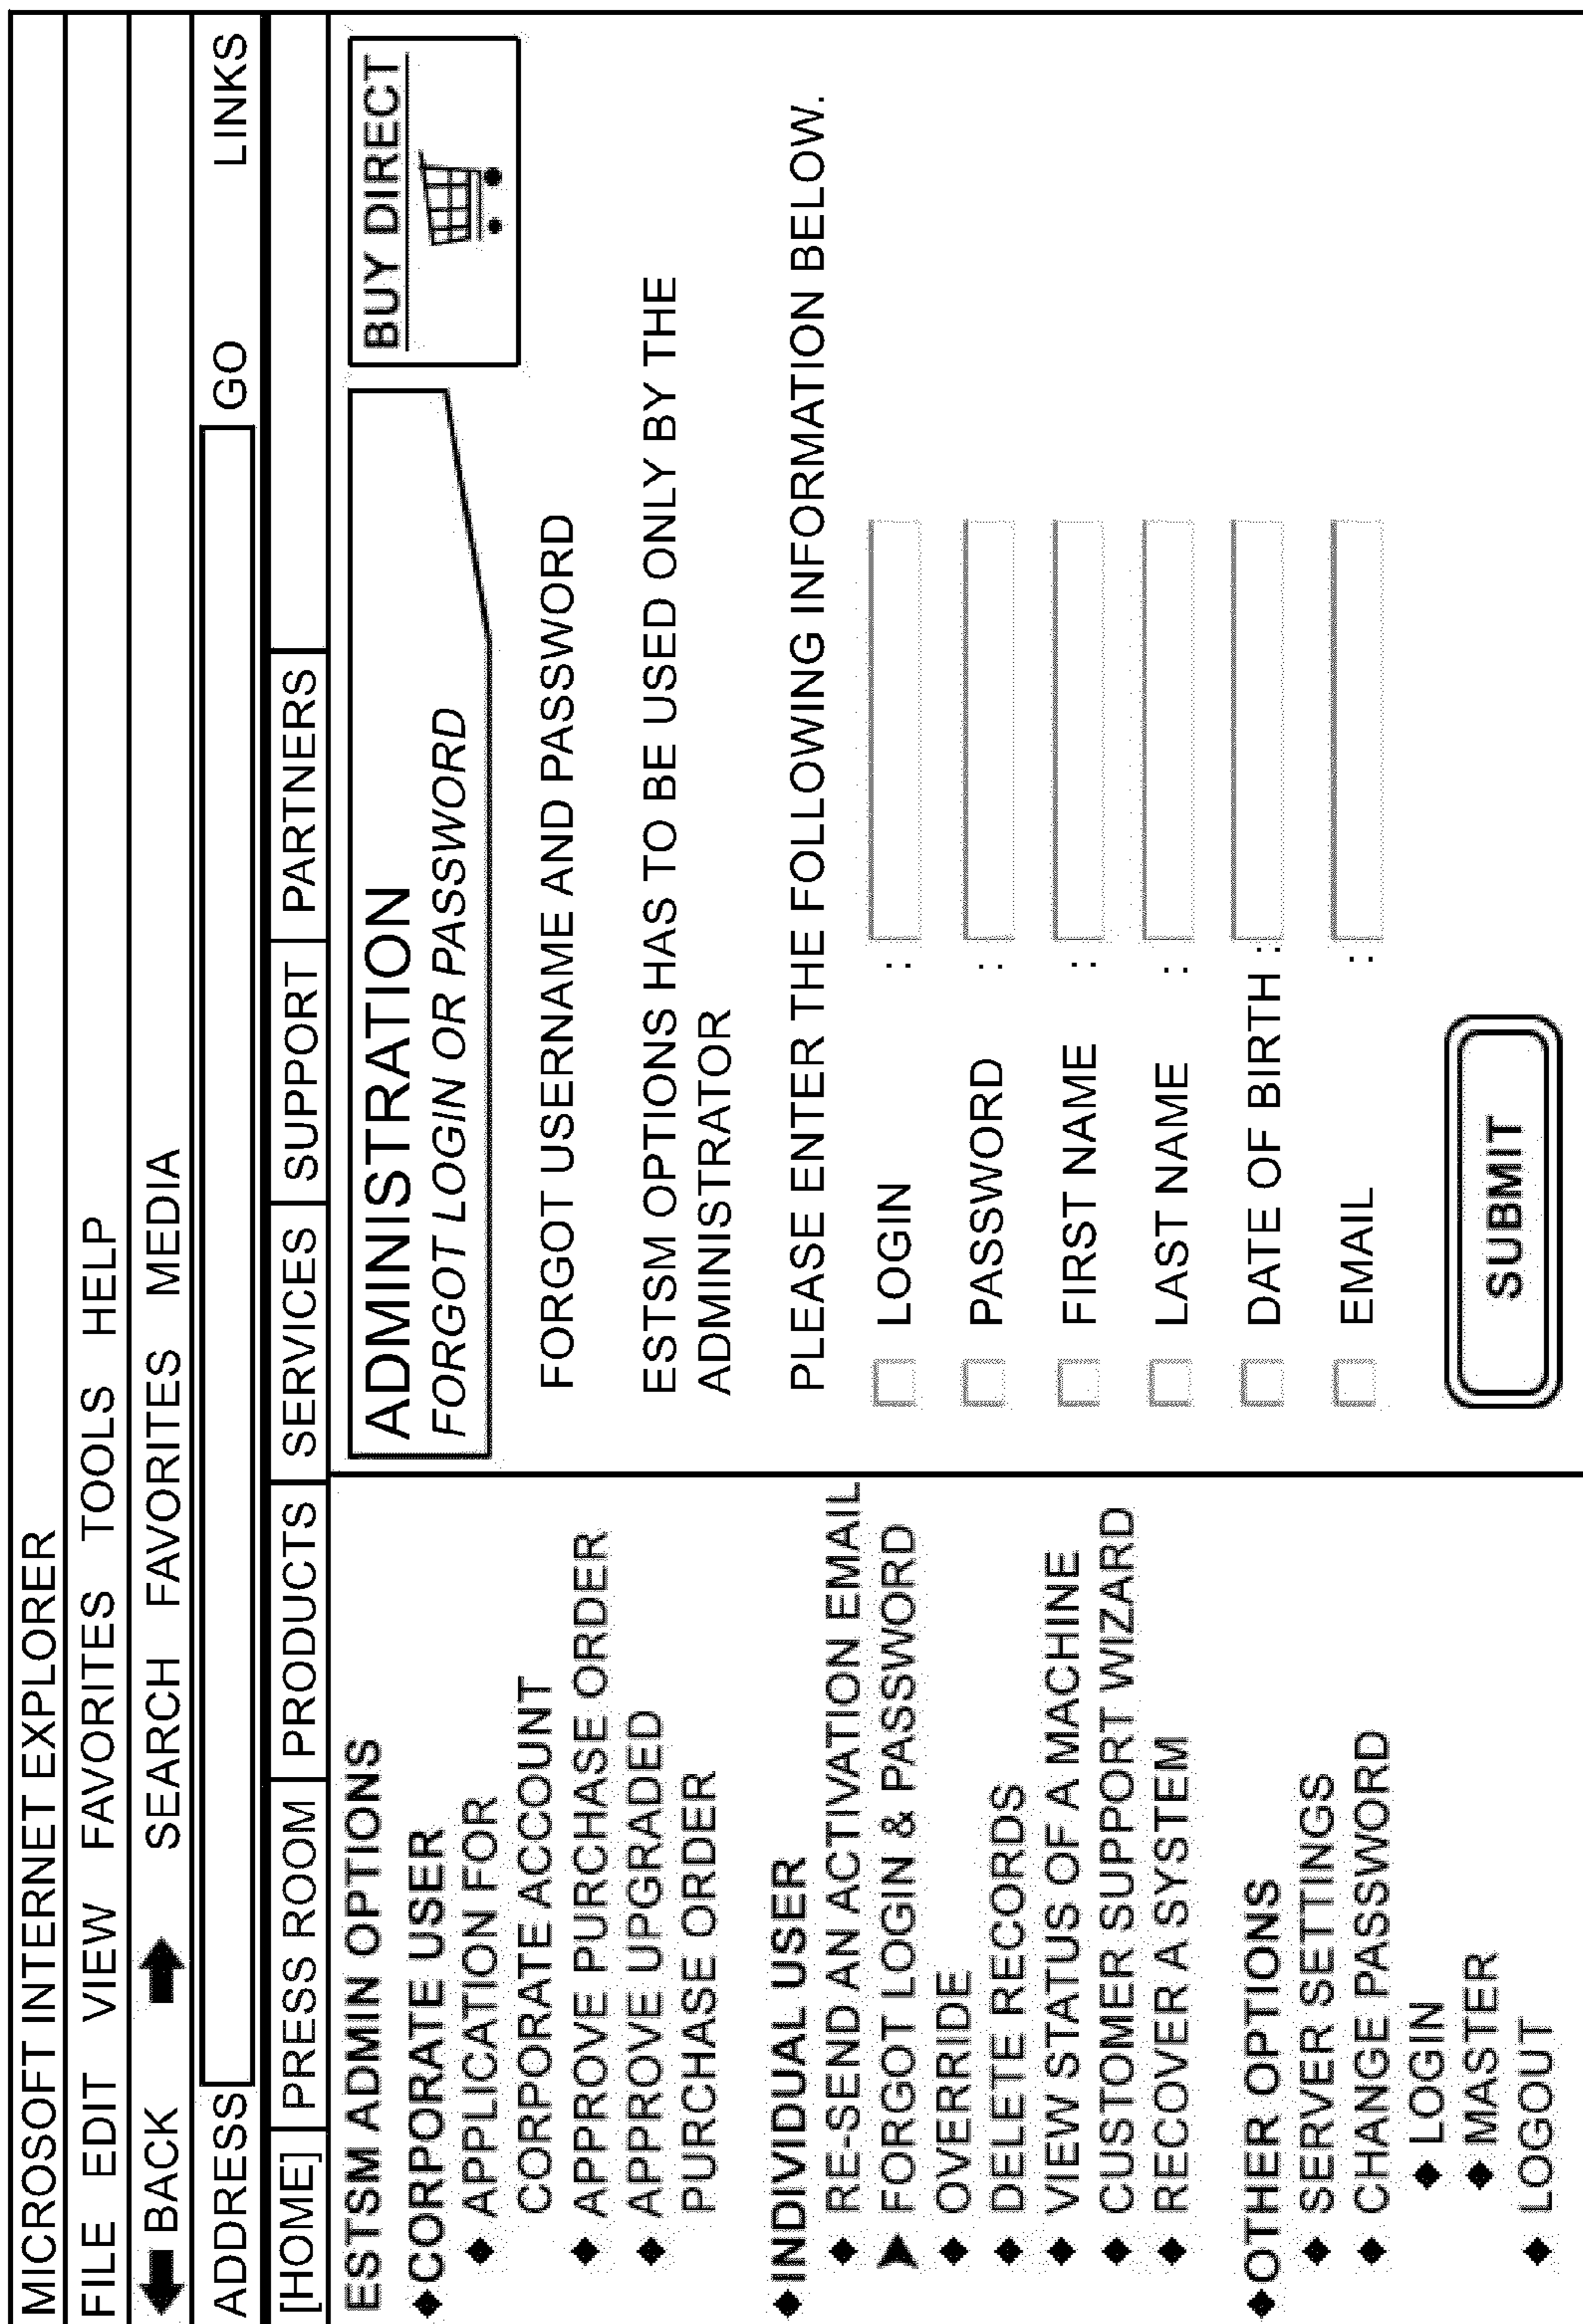 MICROSOFT INTERNET EXPLORER
FILE EDIT VIEW FAVORITES TOOLS HELP
BACK SEARCH FAVORITES MEDIA
ADDRESS GO LINKS
[HOME] PRESS ROOM PRODUCTS SERVICES SUPPORT PARTNERS
ESTSM ADMIN OPTIONS
CORPORATE USER
APPLICATION FOR
CORPORATE ACCOUNT
APPROVE PURCHASE ORDER
APPROVE UPGRADED
PURCHASE ORDER
INDIVIDUAL USER
RE-SEND AN ACTIVATION EMAIL
FORGOT LOGIN & PASSWORD
OVERRIDE
DELETE RECORDS
VIEW STATUS OF A MACHINE
CUSTOMER SUPPORT WIZARD
RECOVER A SYSTEM
OTHER OPTIONS
SERVER SETTINGS
CHANGE PASSWORD
LOGIN
MASTER
LOGOUT
ADMINISTRATION
FORGOT LOGIN OR PASSWORD
BUY DIRECT
FORGOT USERNAME AND PASSWORD
ESTSM OPTIONS HAS TO BE USED ONLY BY THE
ADMINISTRATOR
PLEASE ENTER THE FOLLOWING INFORMATION BELOW.
LOGIN :
PASSWORD :
FIRST NAME :
LAST NAME :
DATE OF BIRTH :
EMAIL :
SUBMIT